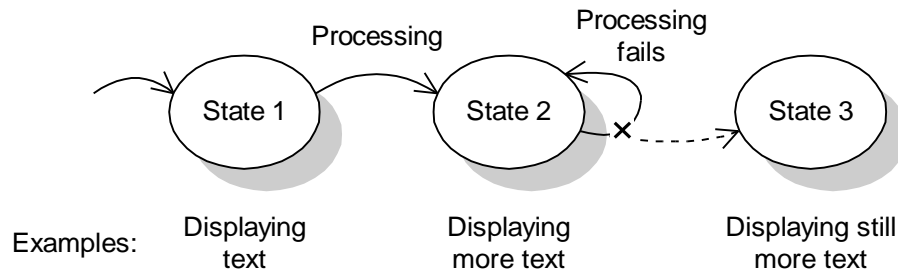 Processing
Processing
fails
State 1
State 2
State 3
Examples:
Displaying
text
Displaying
more text
Displaying still
more text